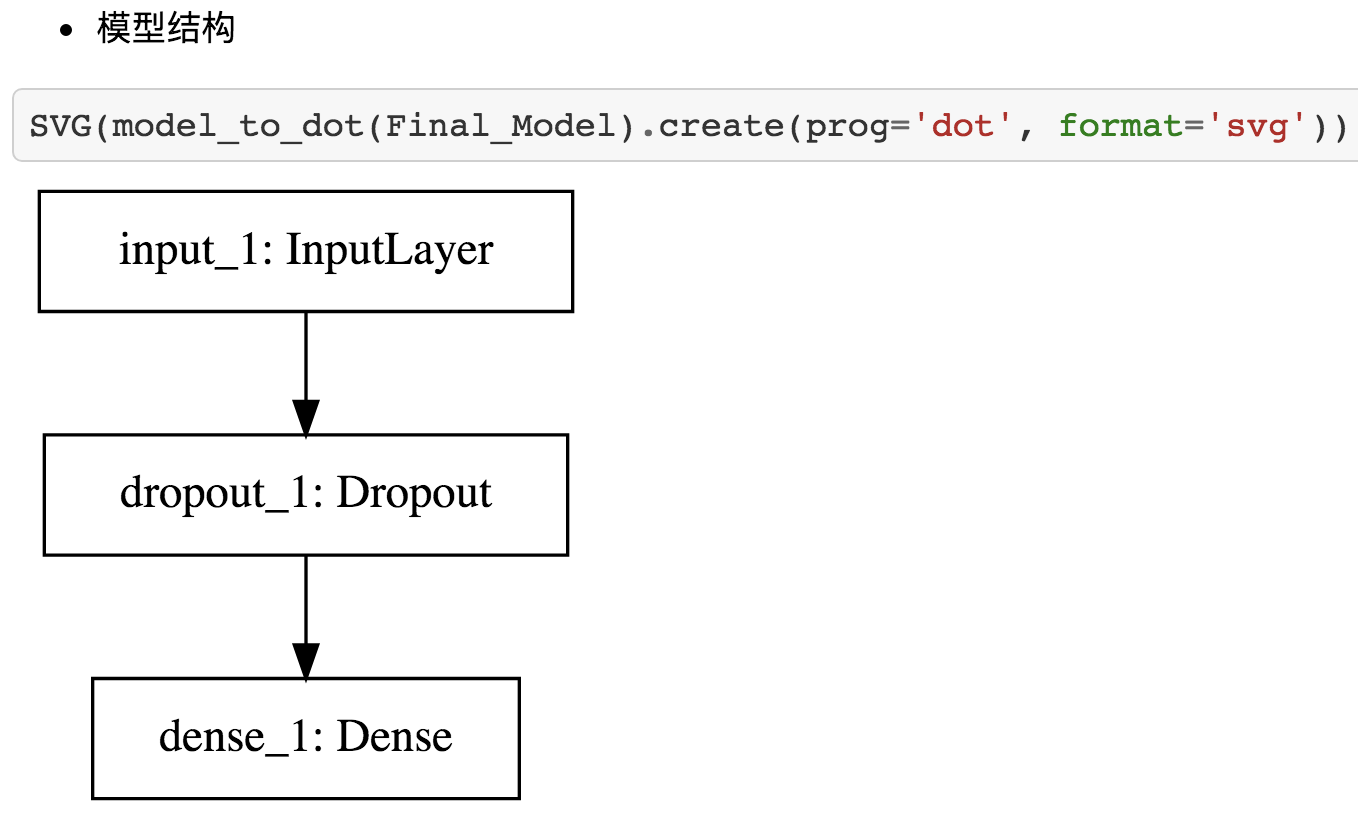 模型结构
SVG(model_to_dot(Final_Model).create(prog='dot', format='svg'))
input_1: InputLayer
dropout_1: Dropout
dense_1: Dense